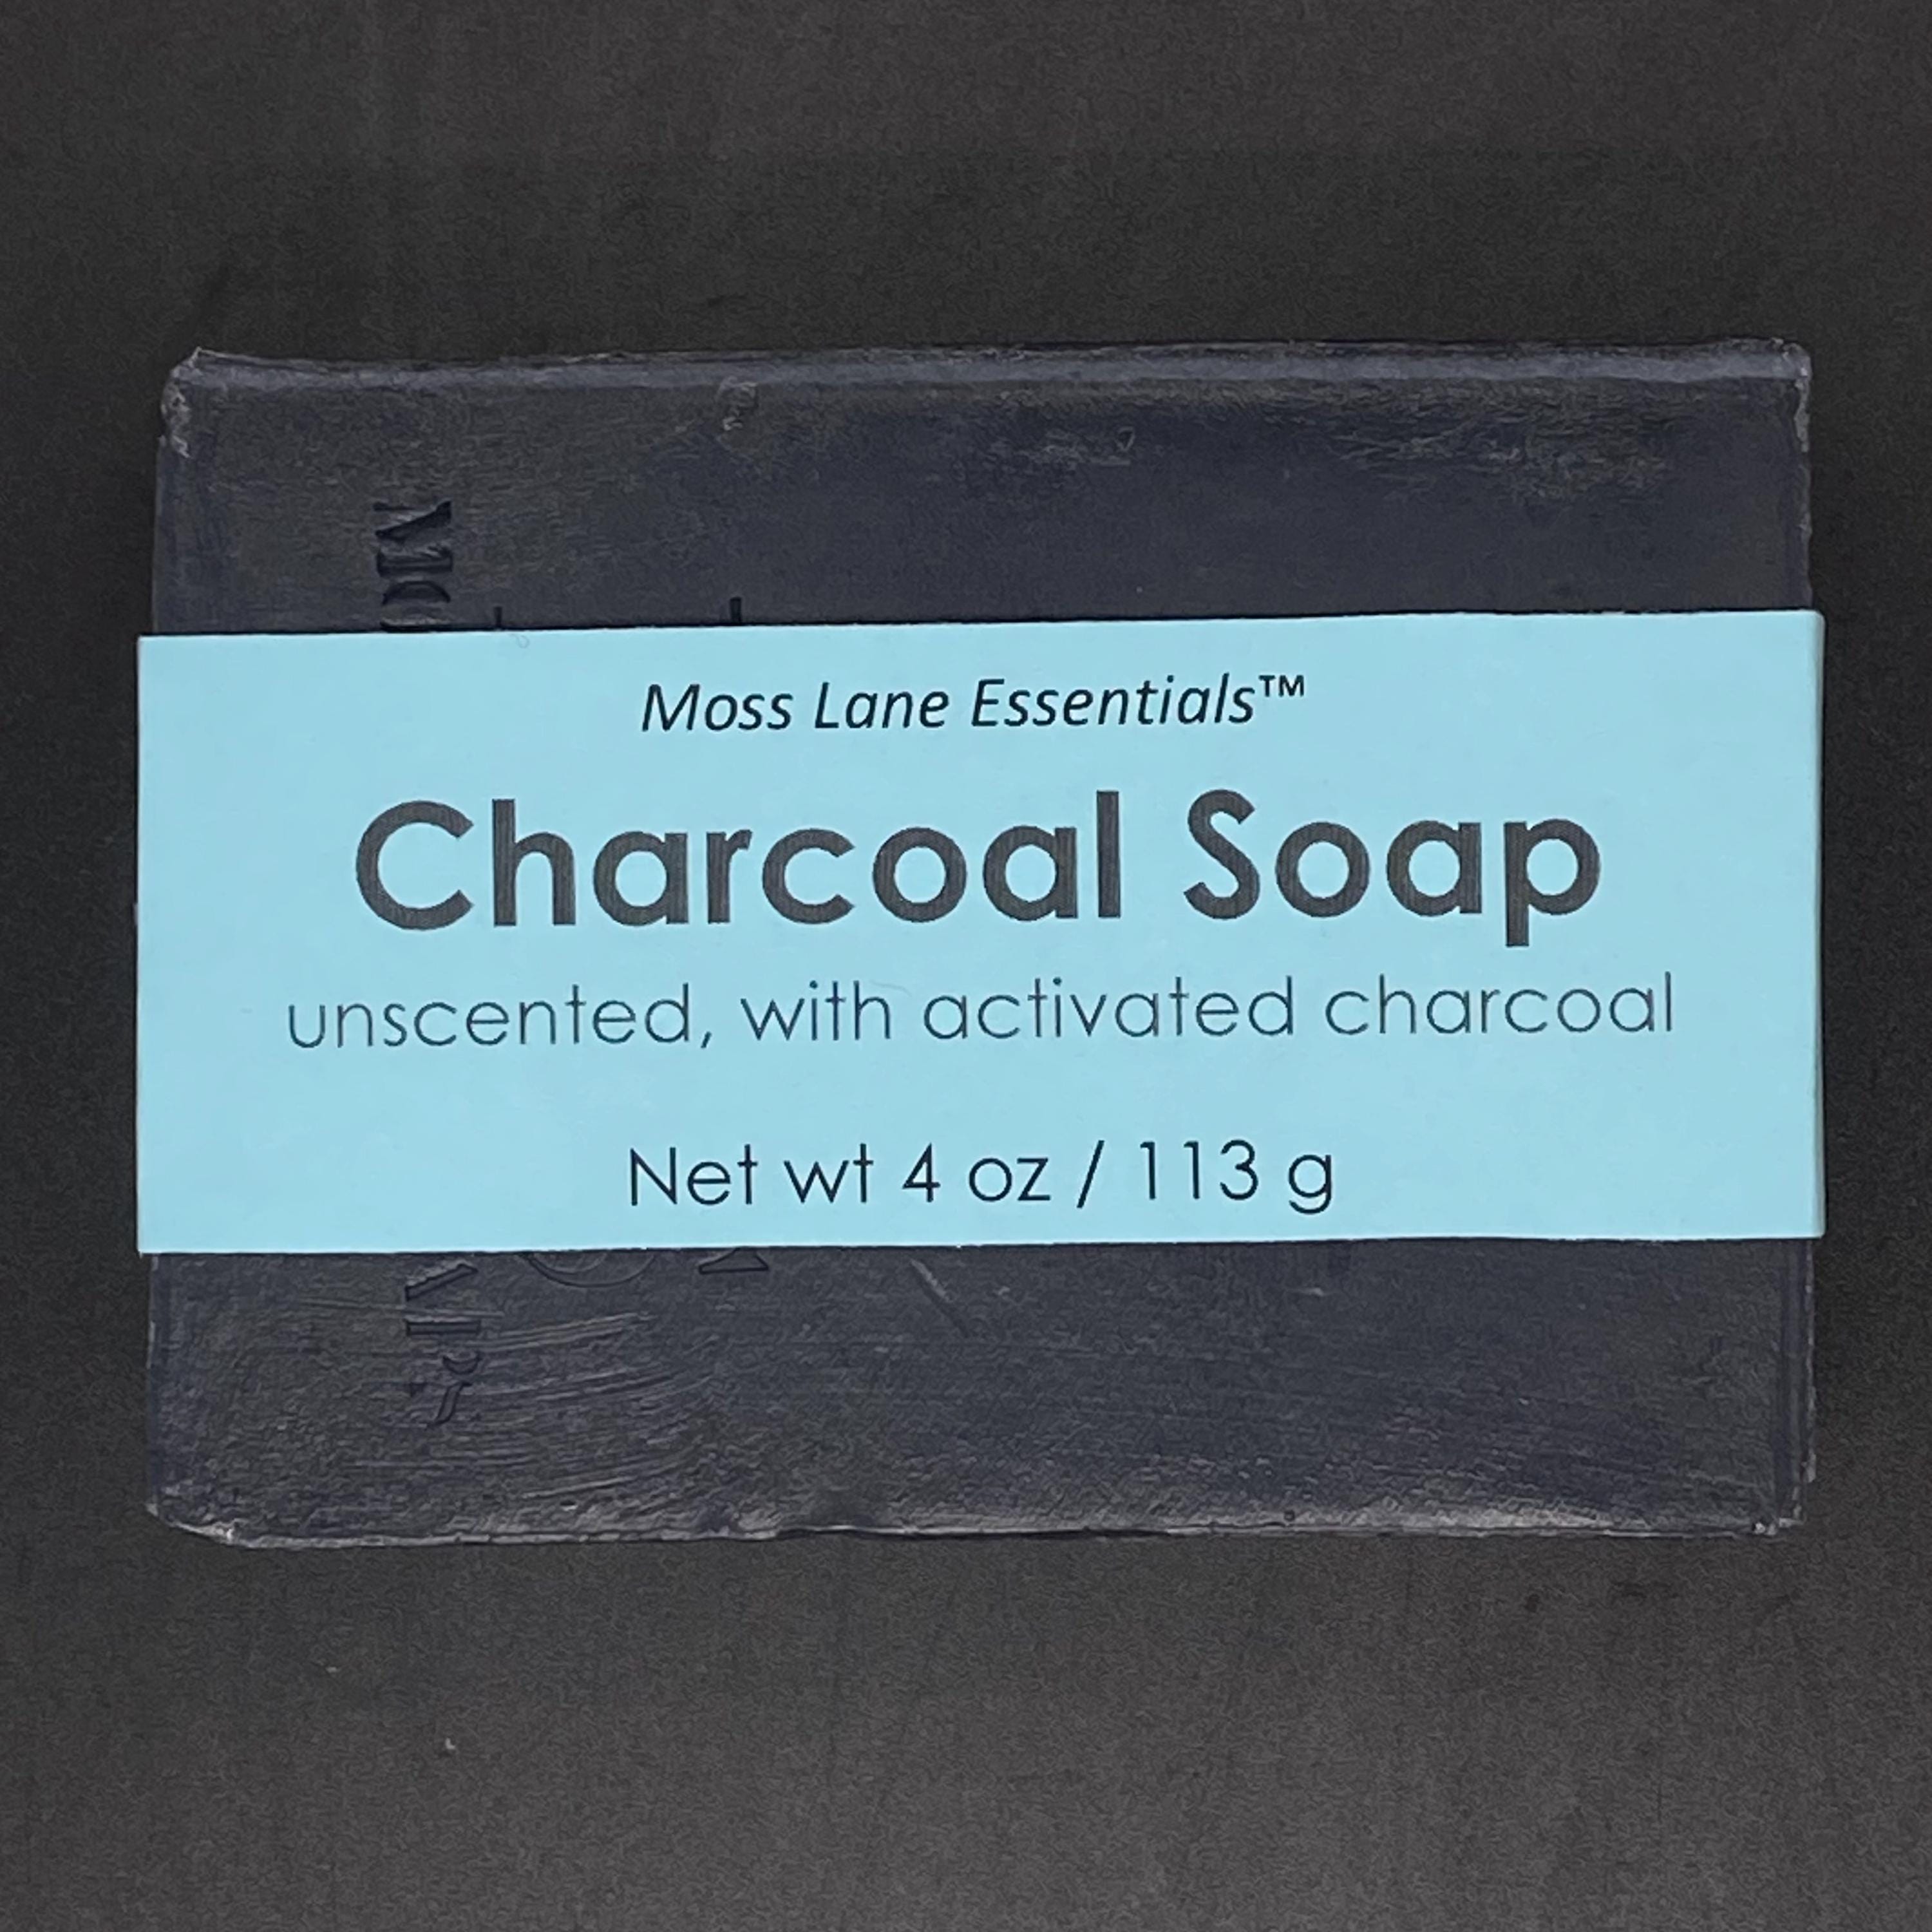 Moss Lane Essentials™
Charcoal Soap
unscented, with activated charcoal
Net wt 4 oz / 113 g